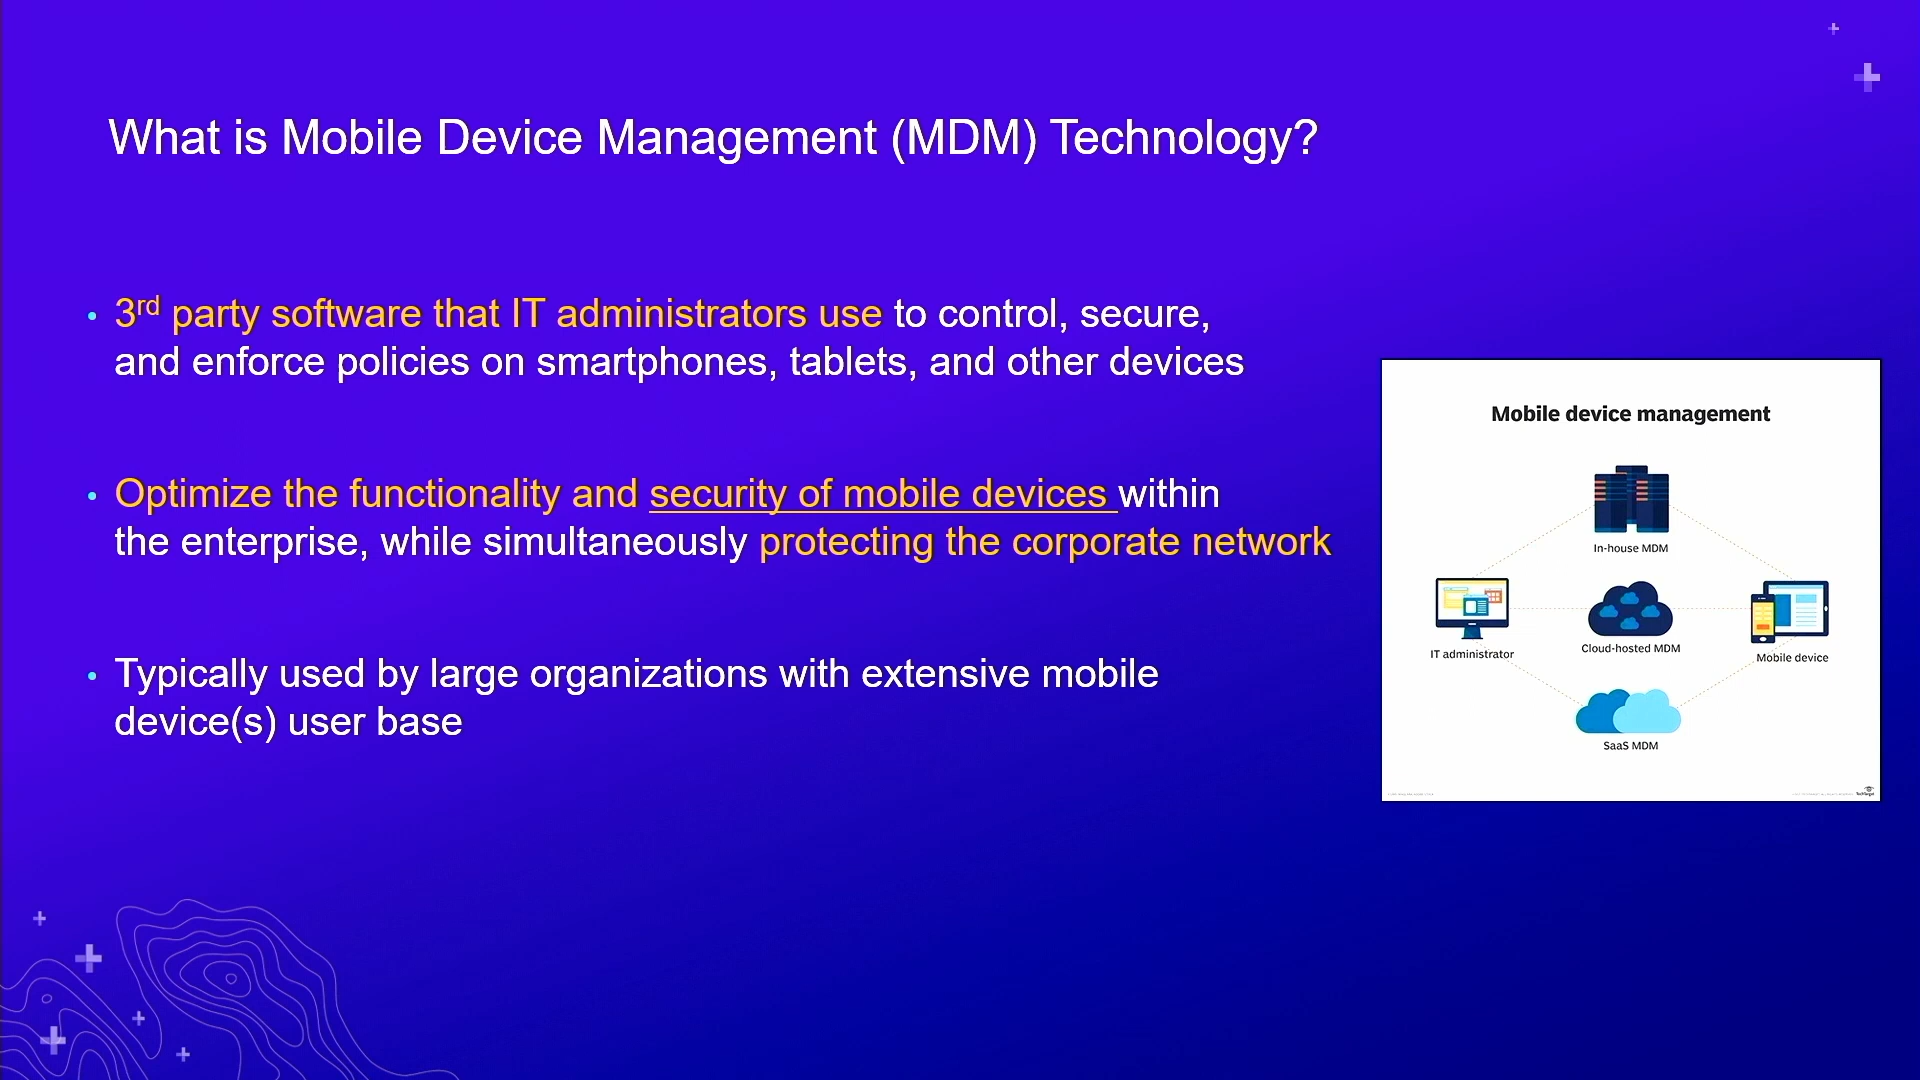 What is Mobile Device Management (MDM) Technology?
• 3rd party software that IT administrators use to control, secure,
and enforce policies on smartphones, tablets, and other devices
• Optimize the functionality and security of mobile devices within
the enterprise, while simultaneously protecting the corporate network
• Typically used by large organizations with extensive mobile
device(s) user base
Mobile device management
In-house MDM
IT administrator
Cloud-hosted MDM
Mobile device
SaaS MDM
TechTarget